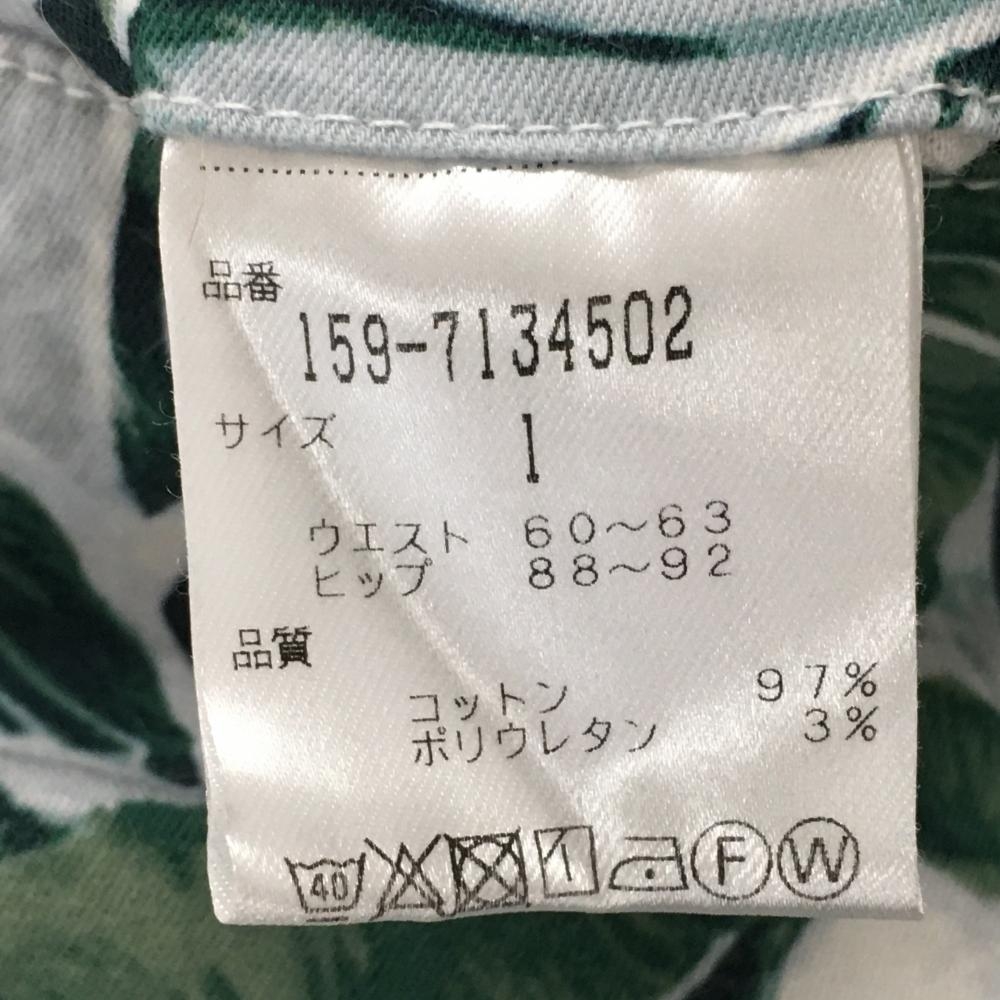 品番
159-7134502
サイズ 1
ウエスト 60～63
ヒップ 88～92
品質
コットン 97%
ポリウレタン 3%
40 F W